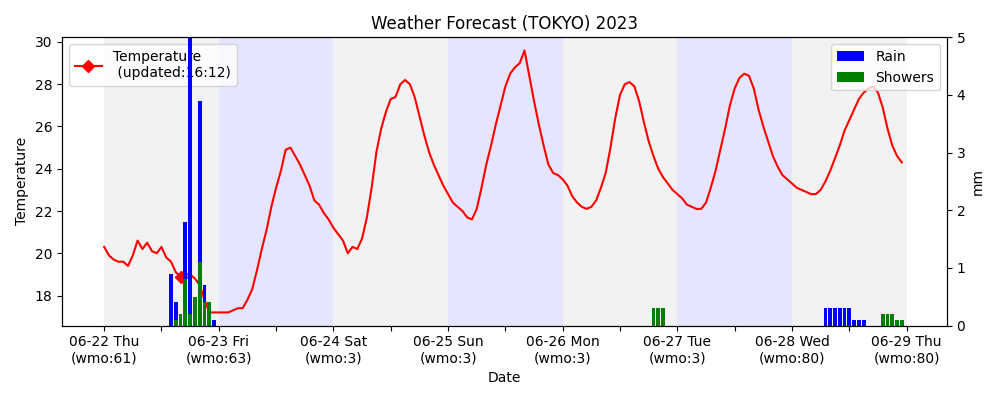 Weather Forecast (TOKYO) 2023
Temperature
(updated:16:12)
Rain
Showers
30
28
26
24
22
20
18
Temperature
5
4
3
2
1
0
mm
06-22 Thu
(wmo:61)
06-23 Fri
(wmo:63)
06-24 Sat
(wmo:3)
06-25 Sun
(wmo:3)
06-26 Mon
(wmo:3)
06-27 Tue
(wmo:3)
06-28 Wed
(wmo:80)
06-29 Thu
(wmo:80)
Date